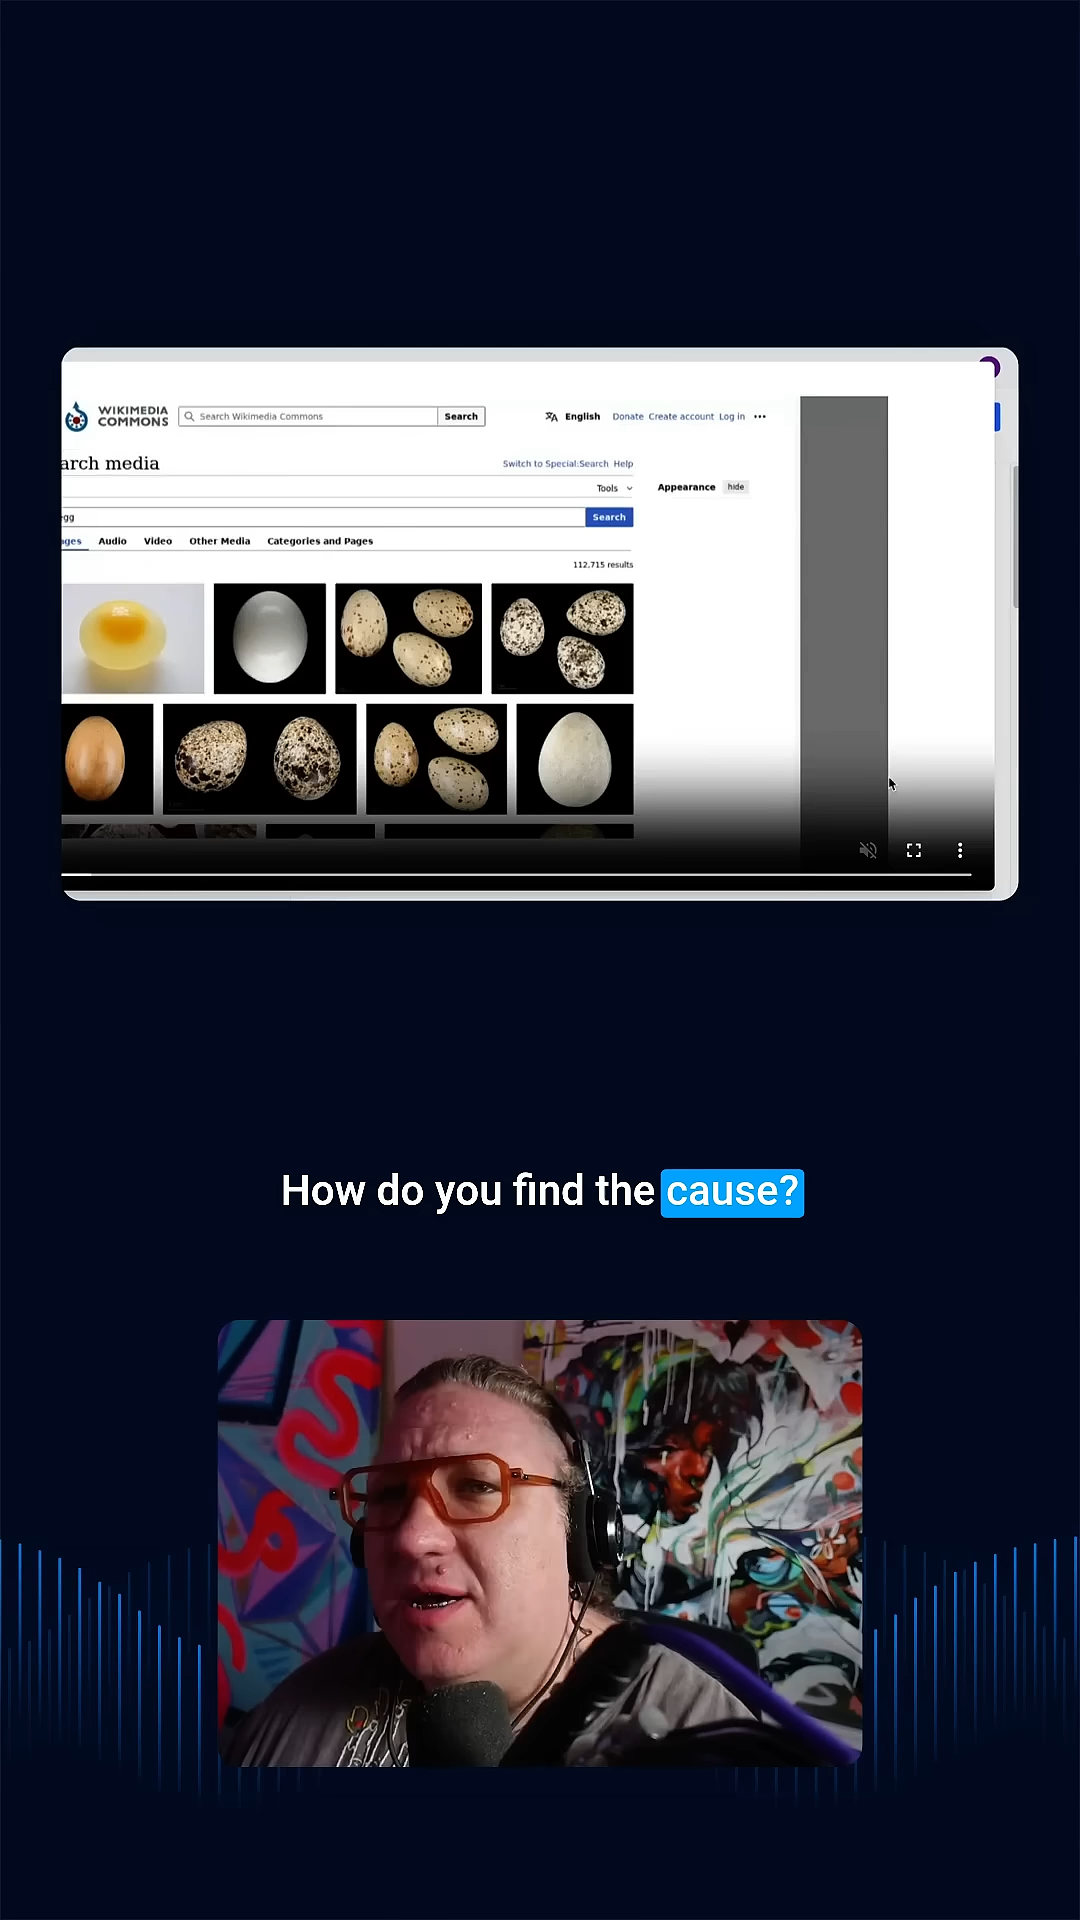 WIKIMEDIA
COMMONS
Search Wikimedia Commons
Search
English
Donate Create account Log in
arch media
Switch to Special:Search Help
Tools
Appearance hide
gg
Search
ges Audio Video Other Media Categories and Pages
112,715 results
How do you find the cause?